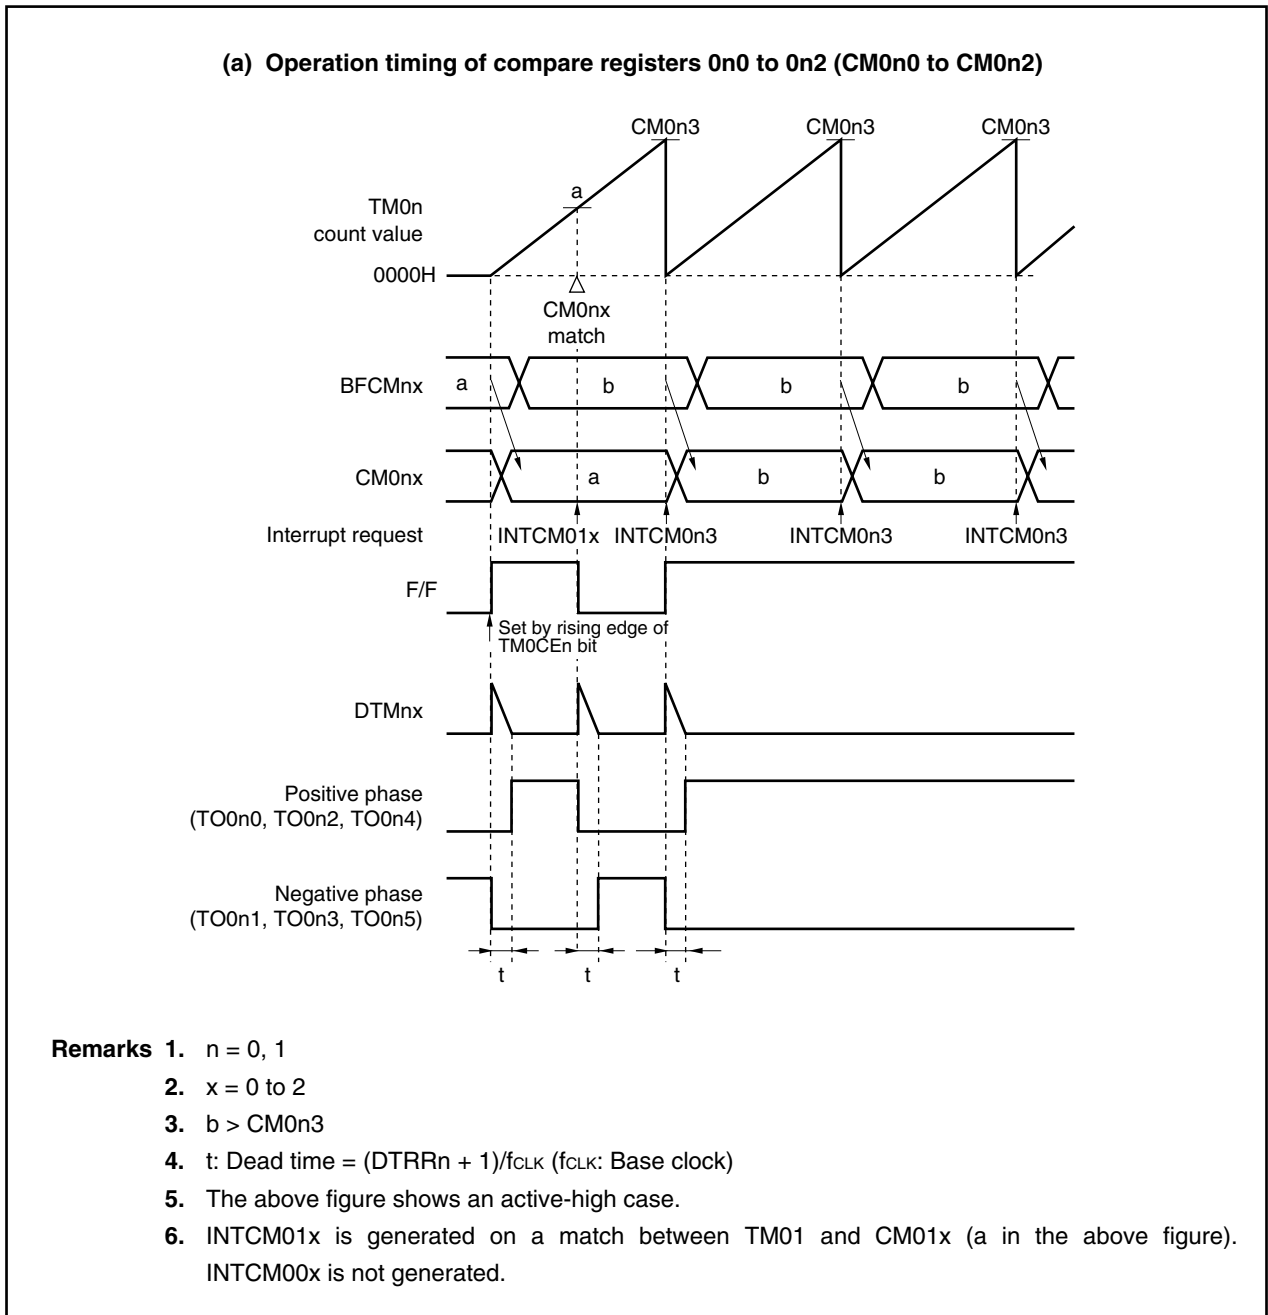 (a) Operation timing of compare registers 0n0 to 0n2 (CM0n0 to CM0n2)
CM0n3 CM0n3 CM0n3
a
TM0n
count value
0000H
CM0nx
match
BFCMnx a b b b
CM0nx a b b
Interrupt request INTCM01x INTCM0n3 INTCM0n3 INTCM0n3
F/F
Set by rising edge of
TM0CEn bit
DTMnx
Positive phase
(TO0n0, TO0n2, TO0n4)
Negative phase
(TO0n1, TO0n3, TO0n5)
t t t
Remarks 1. n = 0, 1
2. x = 0 to 2
3. b > CM0n3
4. t: Dead time = (DTRRn + 1)/fCLK (fCLK: Base clock)
5. The above figure shows an active-high case.
6. INTCM01x is generated on a match between TM01 and CM01x (a in the above figure).
INTCM00x is not generated.